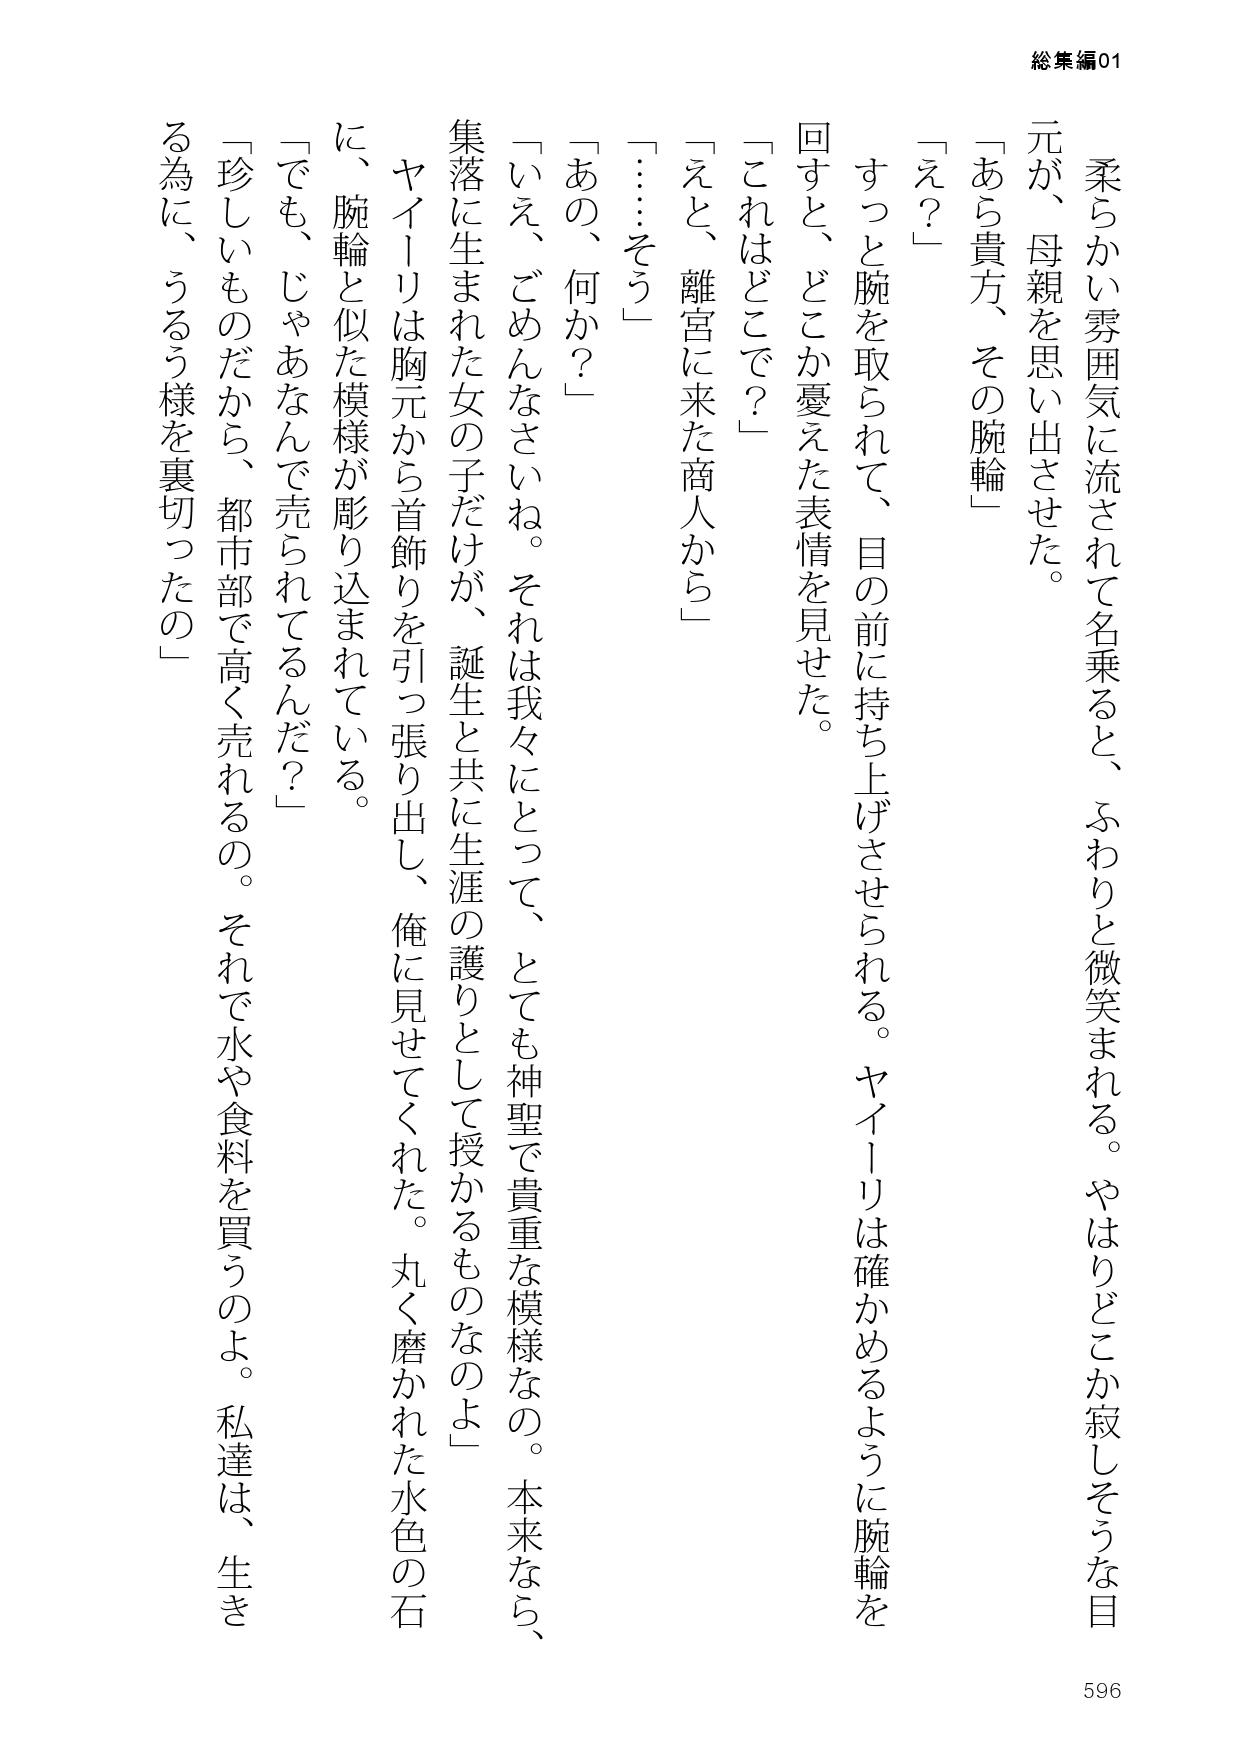 総集編01
　柔らかい雰囲気に流されて名乗ると、ふわりと微笑まれる。やはりどこか寂しそうな目
元が、母親を思い出させた。
「あら貴方、その腕輪」
「え？」
　すっと腕を取られて、目の前に持ち上げさせられる。ヤイーリは確かめるように腕輪を
回すと、どこか憂えた表情を見せた。
「これはどこで？」
「えと、離宮に来た商人から」
「……そう」
「あの、何か？」
「いえ、ごめんなさいね。それは我々にとって、とても神聖で貴重な模様なの。本来なら、
集落に生まれた女の子だけが、誕生と共に生涯の護りとして授かるものなのよ」
　ヤイーリは胸元から首飾りを引っ張り出し、俺に見せてくれた。丸く磨かれた水色の石
に、腕輪と似た模様が彫り込まれている。
「でも、じゃあなんで売られてるんだ？」
「珍しいものだから、都市部で高く売れるの。それで水や食料を買うのよ。私達は、生き
る為に、うるう様を裏切ったの」
596